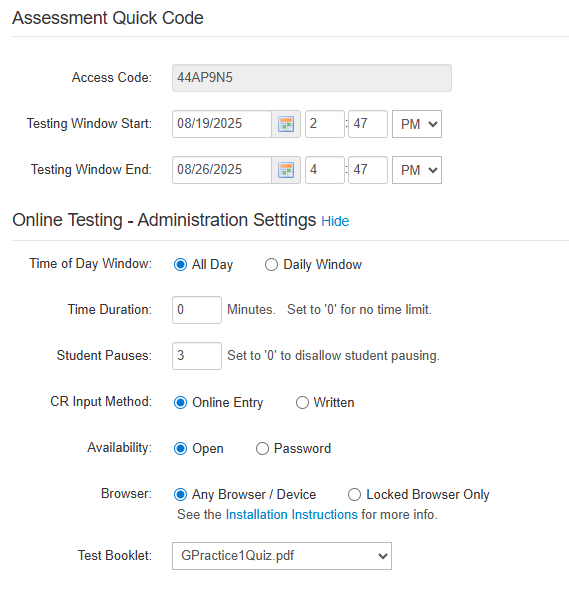 Assessment Quick Code
Access Code: 44AP9N5
Testing Window Start: 08/19/2025 2 : 47 PM
Testing Window End: 08/26/2025 4 : 47 PM
Online Testing - Administration Settings Hide
Time of Day Window: All Day Daily Window
Time Duration: 0 Minutes. Set to '0' for no time limit.
Student Pauses: 3 Set to '0' to disallow student pausing.
CR Input Method: Online Entry Written
Availability: Open Password
Browser: Any Browser / Device Locked Browser Only
See the Installation Instructions for more info.
Test Booklet: GPractice1Quiz.pdf